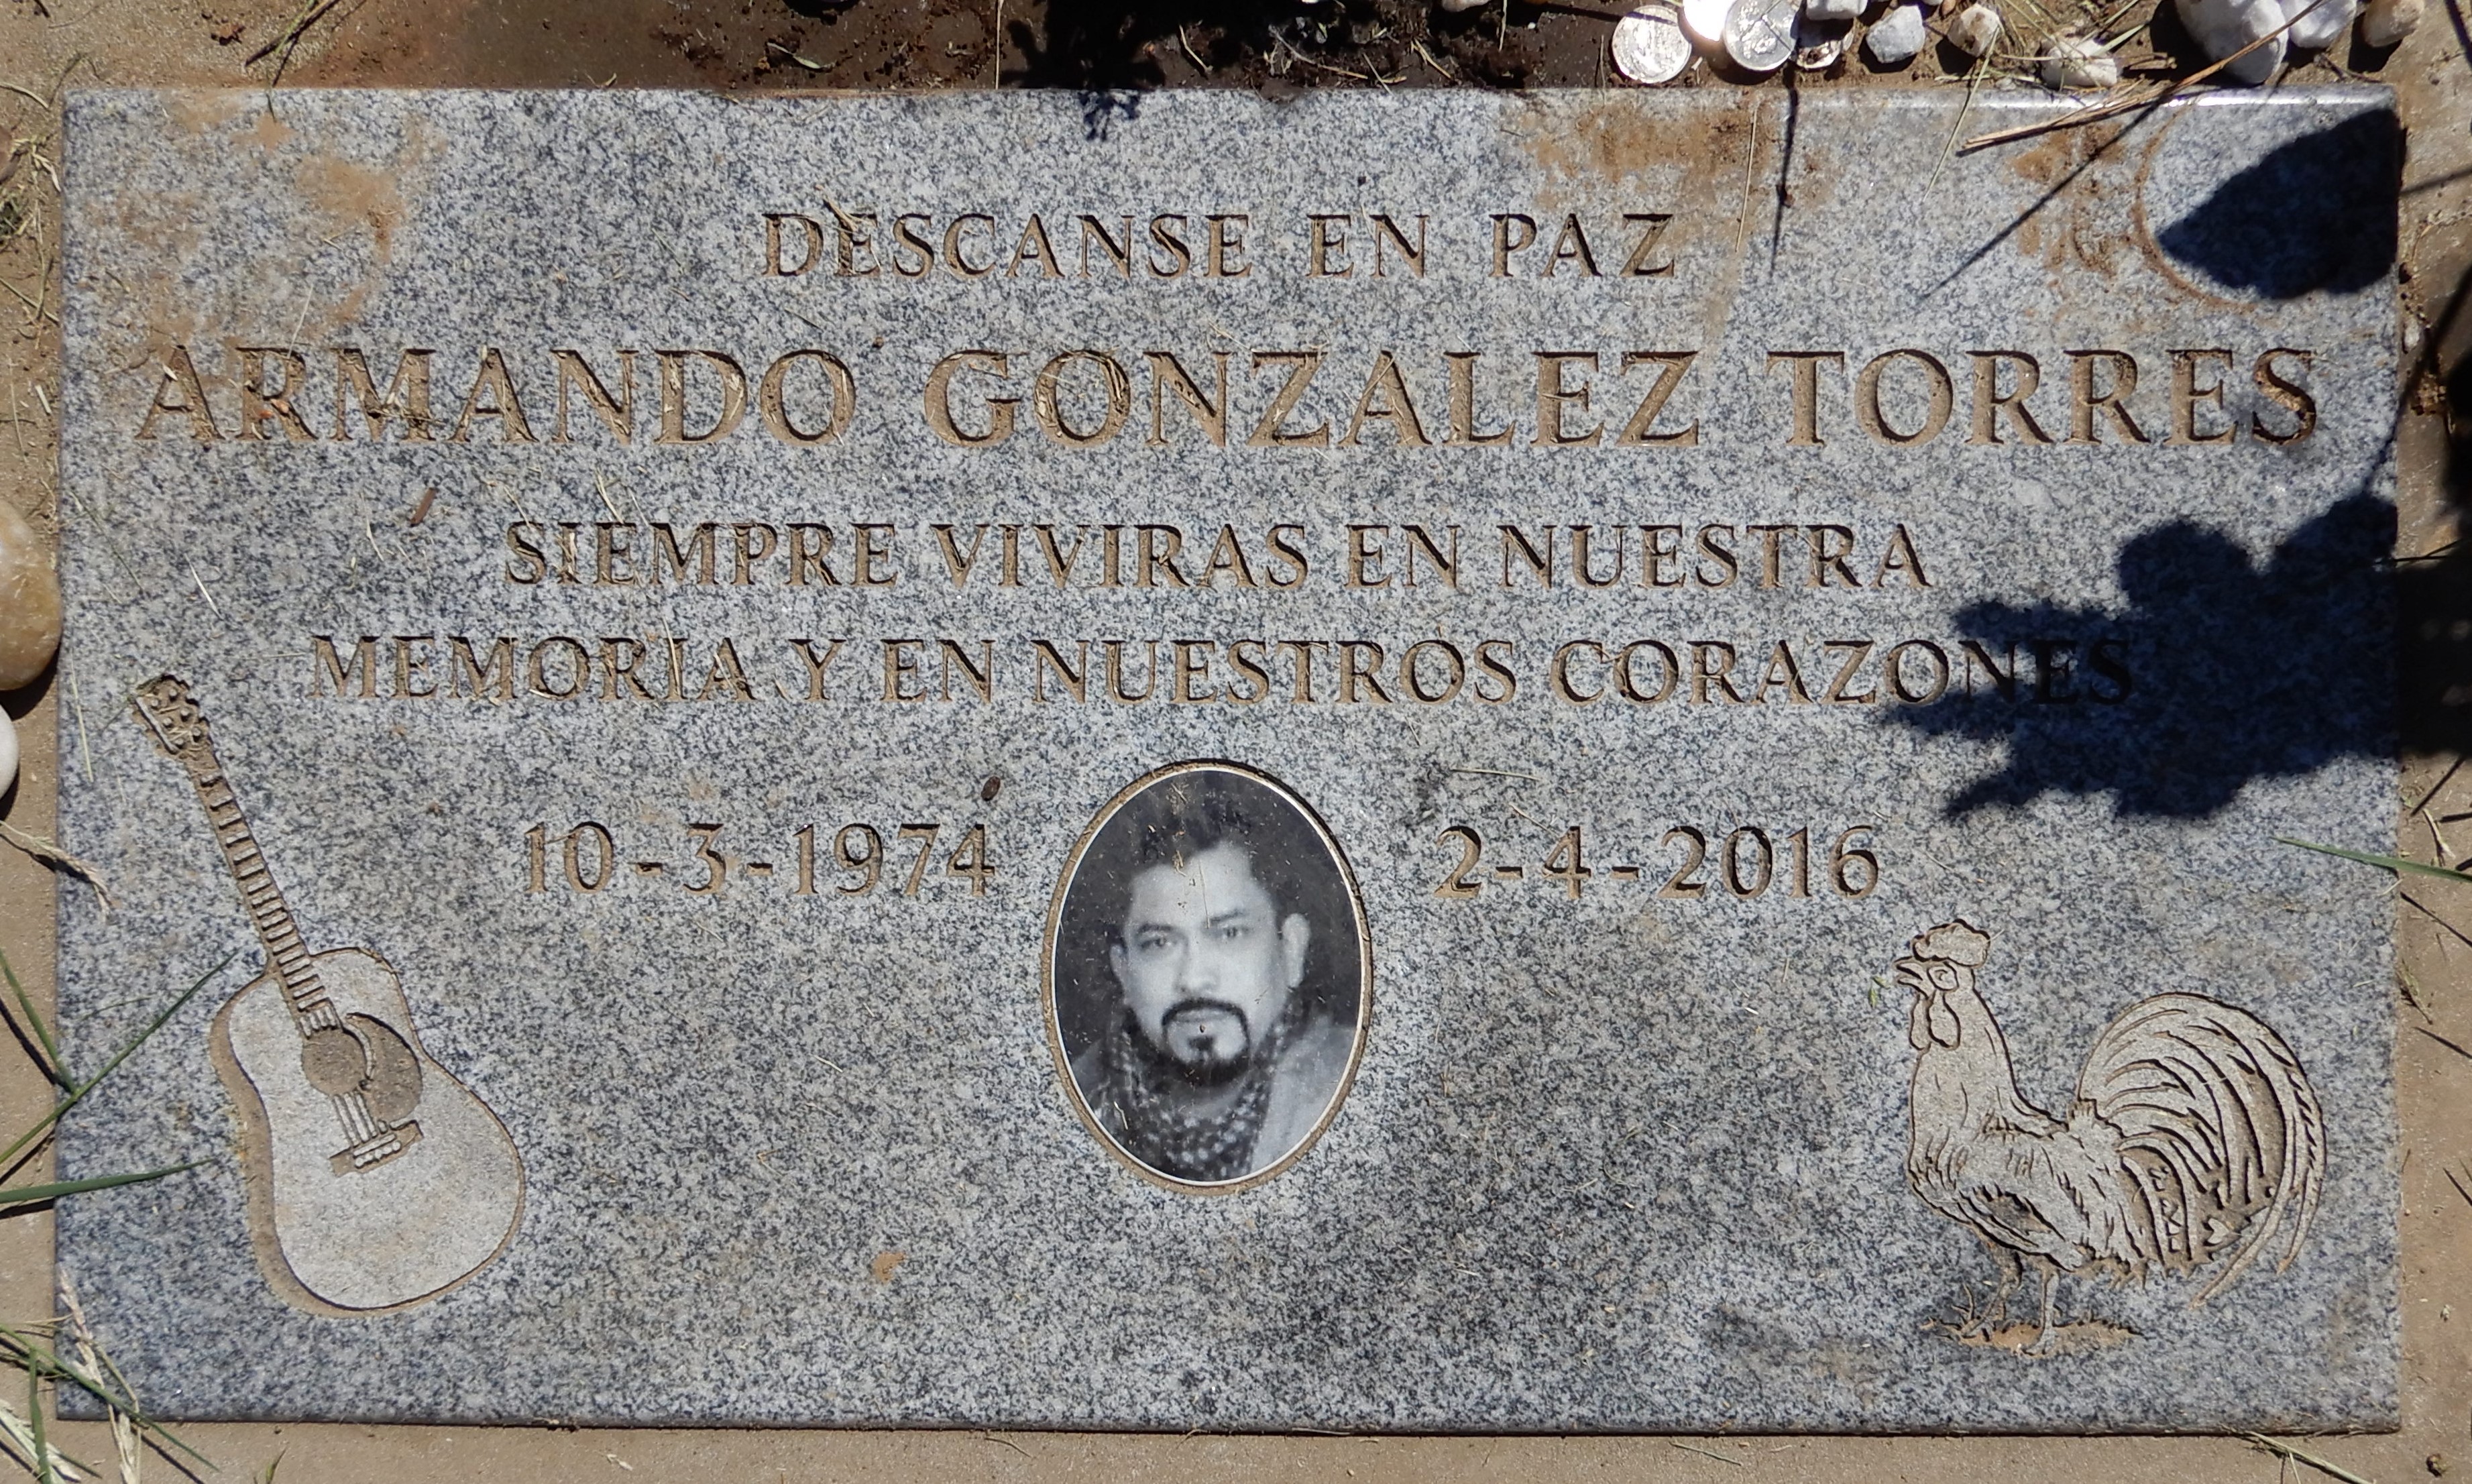 DESCANSE EN PAZ
ARMANDO GONZALEZ TORRES
SIEMPRE VIVIRAS EN NUESTRA
MEMORIA Y EN NUESTROS CORAZONES
10-3-1974 2-4-2016